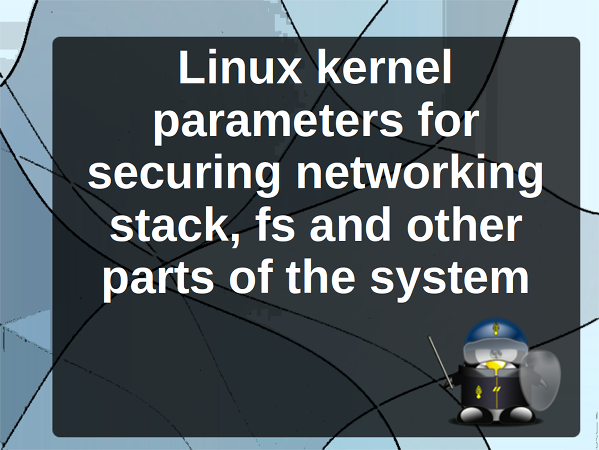 Linux kernel
parameters for
securing networking
stack, fs and other
parts of the system